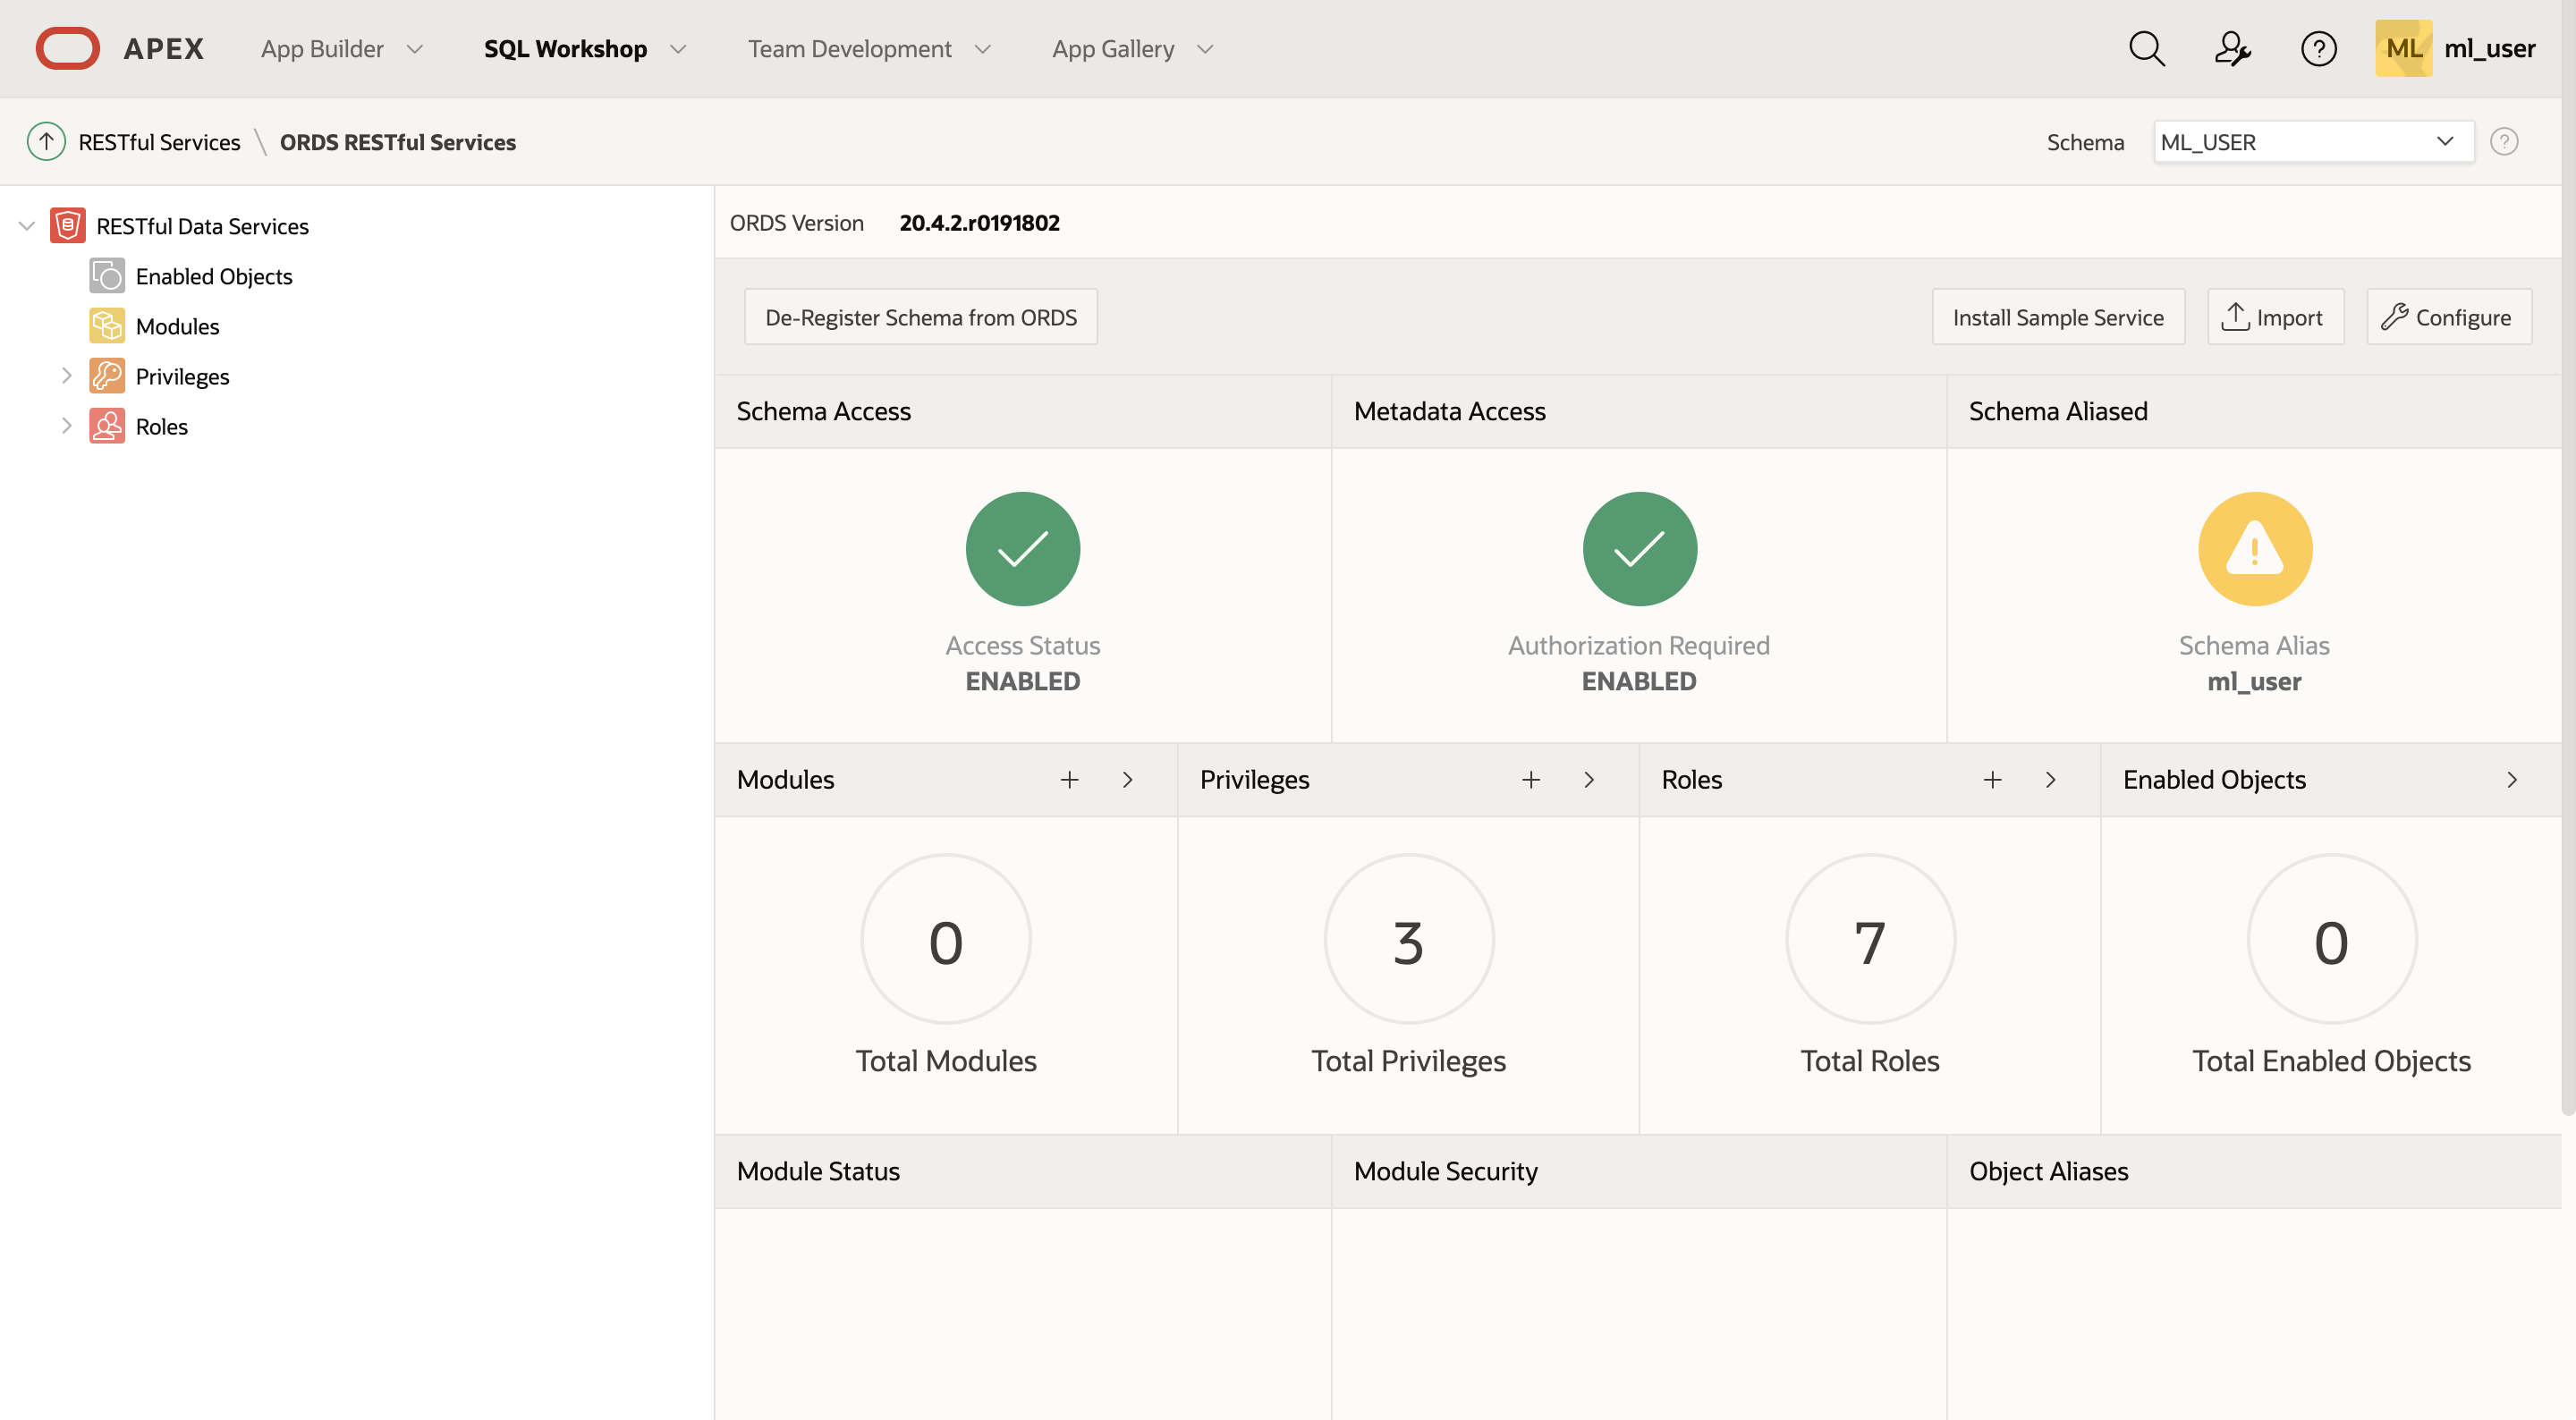 APEX App Builder SQL Workshop Team Development App Gallery ? ML ml_user
RESTful Services \ ORDS RESTful Services Schema ML_USER ?
RESTful Data Services
Enabled Objects
Modules
Privileges
Roles
ORDS Version 20.4.2.r0191802
De-Register Schema from ORDS Install Sample Service Import Configure
Schema Access Metadata Access Schema Aliased
Access Status Authorization Required Schema Alias
ENABLED ENABLED ml_user
Modules + > Privileges + > Roles + > Enabled Objects >
0 3 7 0
Total Modules Total Privileges Total Roles Total Enabled Objects
Module Status Module Security Object Aliases